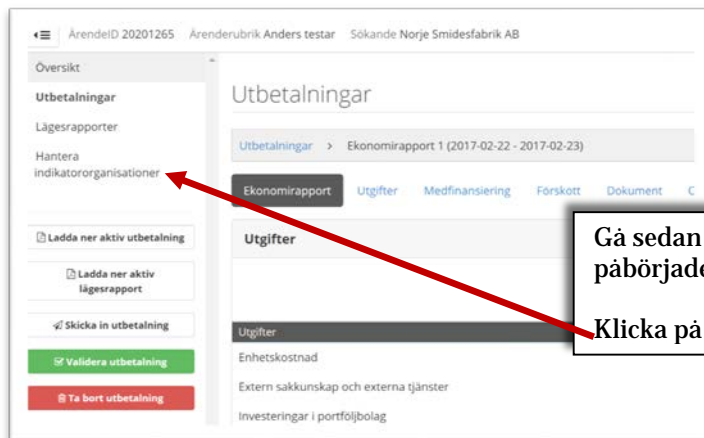 ÄrendeID 20201265 Ärenderubrik Anders testar Sökande Norje Smidesfabrik AB
Översikt
Utbetalningar
Lägesrapporter
Hantera
indikatororganisationer
Ladda ner aktiv utbetalning
Ladda ner aktiv
lägesrapport
Skicka in utbetalning
Validera utbetalning
Ta bort utbetalning
Utbetalningar
Utbetalningar > Ekonomirapport 1 (2017-02-22 - 2017-02-23)
Ekonomirapport Utgifter Medfinansiering Förskott Dokument
Utgifter
Utgifter
Enhetskostnad
Extern sakkunskap och externa tjänster
Investeringar i portföljbolag
Gå sedan
påbörjade
Klicka på